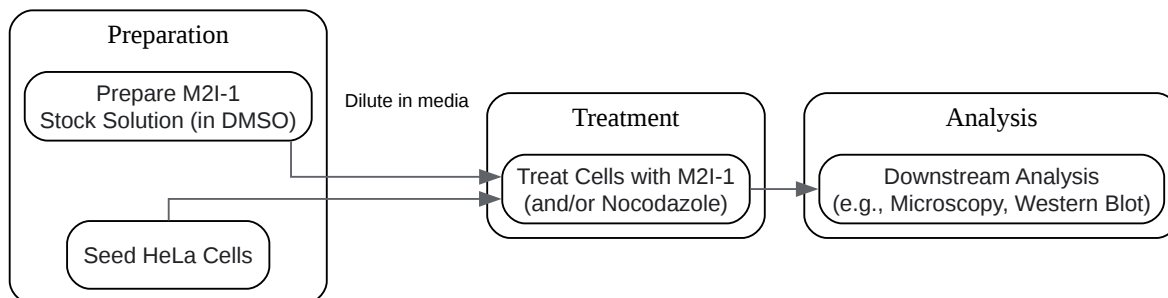 Preparation
Prepare M2I-1
Stock Solution (in DMSO)
Seed HeLa Cells
Dilute in media
Treatment
Treat Cells with M2I-1
(and/or Nocodazole)
Analysis
Downstream Analysis
(e.g., Microscopy, Western Blot)